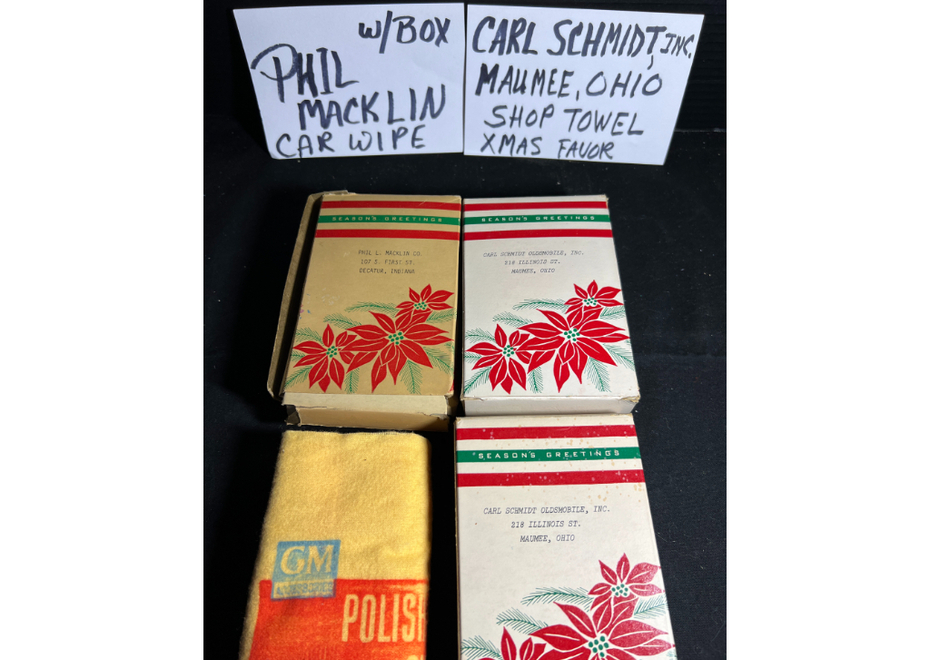 W/BOX
PHIL
MACKLIN
CAR WIPE
CARL SCHMIDT, INC.
MAUMEE, OHIO
SHOP TOWEL
XMAS FAVOR
SEASON'S GREETINGS
PHIL L. MACKLIN CO.
107 S. FIRST ST.
DECATUR, INDIANA
SEASON'S GREETINGS
CARL SCHMIDT OLDSMOBILE, INC.
218 ILLINOIS ST.
MAUMEE, OHIO
GM
ACCESSORIES
POLISH
SEASON'S GREETINGS
CARL SCHMIDT OLDSMOBILE, INC.
218 ILLINOIS ST.
MAUMEE, OHIO